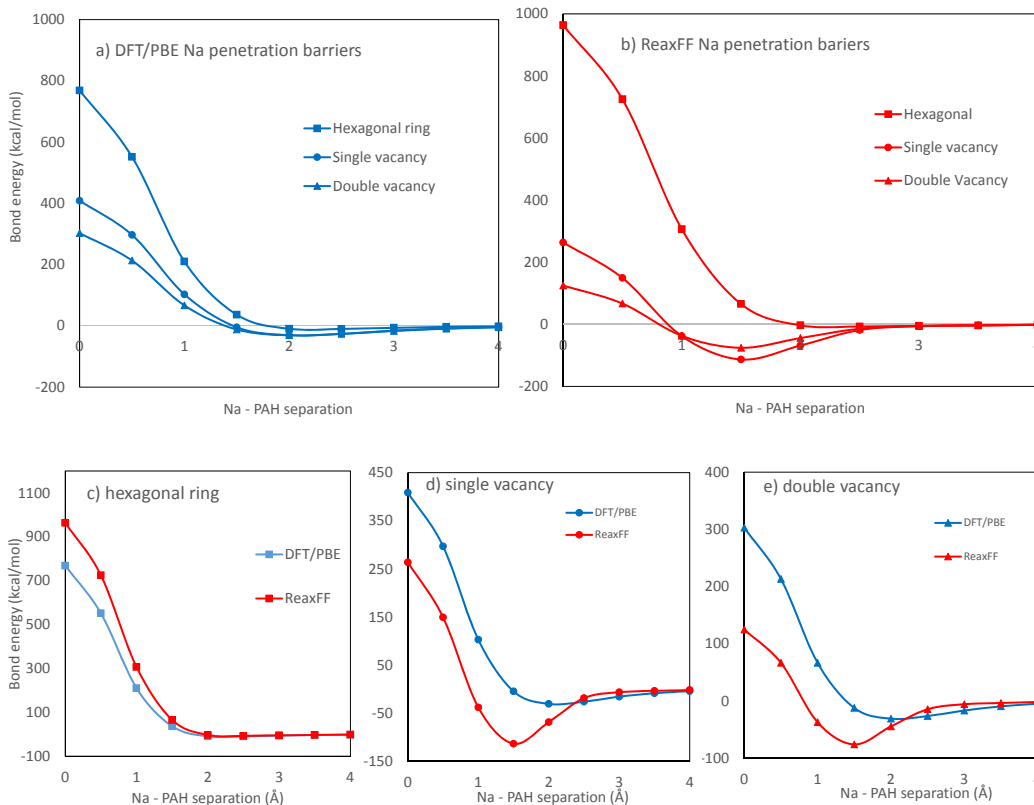 a) DFT/PBE Na penetration barriers
1000
800
600
400
200
0
-200
Bond energy (kcal/mol)
Hexagonal ring
Single vacancy
Double vacancy
0 1 2 3 4
Na - PAH separation
b) ReaxFF Na penetration barriers
1000
800
600
400
200
0
-200
Hexagonal
Single vacancy
Double Vacancy
0 1 2 3
Na - PAH separation
c) hexagonal ring
1100
900
700
500
300
100
-100
Bond energy (kcal/mol)
DFT/PBE
ReaxFF
0 1 2 3 4
Na - PAH separation (Å)
d) single vacancy
450
350
250
150
50
-50
-150
DFT/PBE
ReaxFF
0 1 2 3 4
Na - PAH separation (Å)
e) double vacancy
400
300
200
100
0
-100
DFT/PBE
ReaxFF
0 1 2 3
Na - PAH separation (Å)